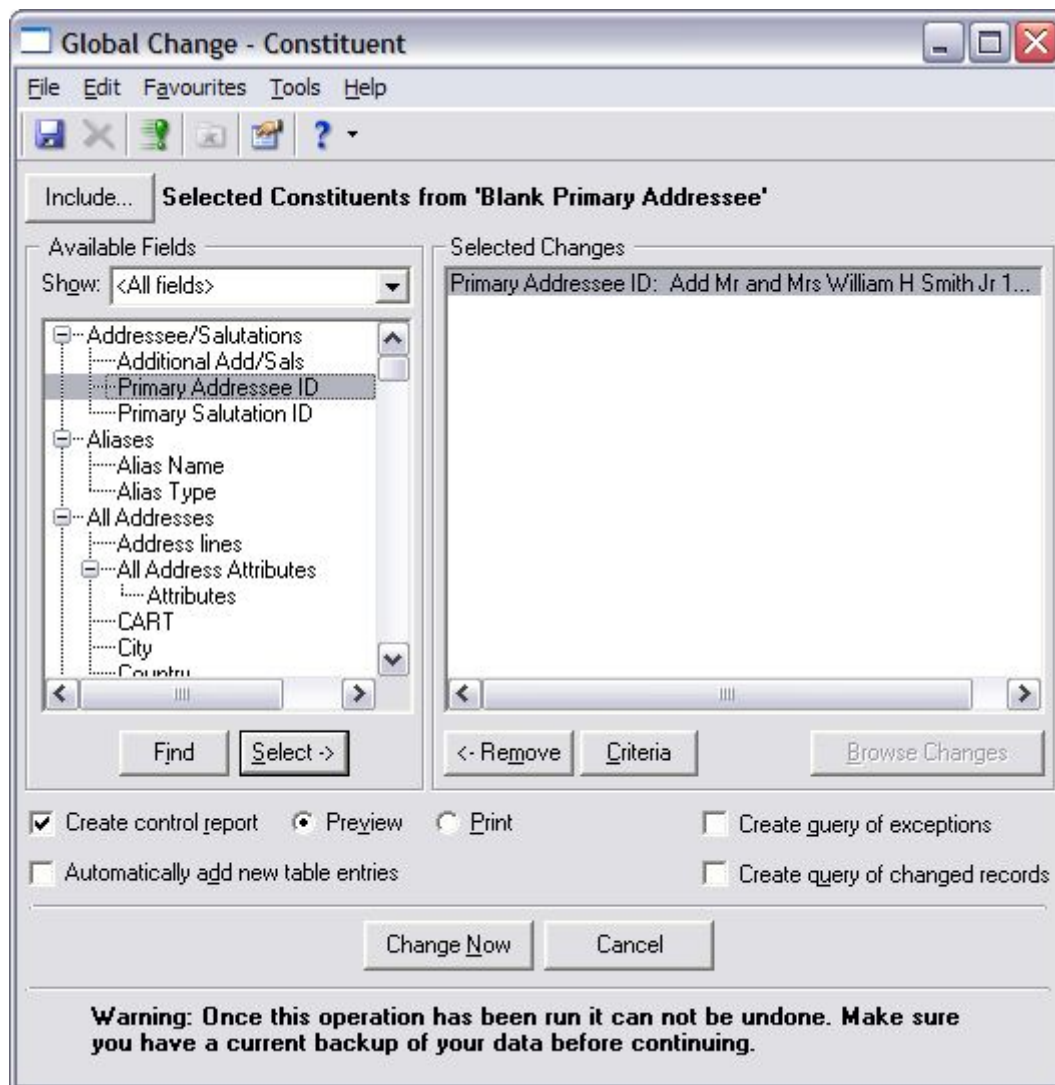 Global Change - Constituent
File Edit Favourites Tools Help
Include... Selected Constituents from 'Blank Primary Addressee'
Available Fields
Selected Changes
Show: <All fields>
Primary Addressee ID: Add Mr and Mrs William H Smith Jr 1...
Addressee/Salutations
Additional Add/Sals
Primary Addressee ID
Primary Salutation ID
Aliases
Alias Name
Alias Type
All Addresses
Address lines
All Address Attributes
Attributes
CART
City
Country
Find Select -> <- Remove Criteria Browse Changes
Create control report Preview Print Create query of exceptions
Automatically add new table entries Create query of changed records
Change Now Cancel
Warning: Once this operation has been run it can not be undone. Make sure
you have a current backup of your data before continuing.